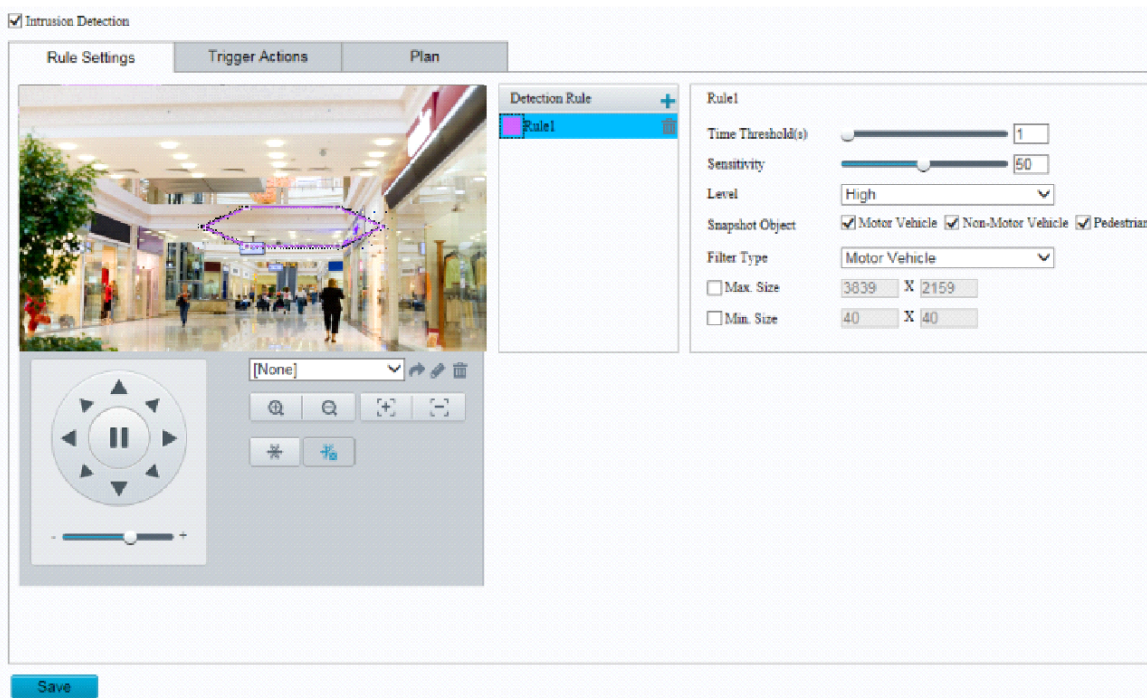 Intrusion Detection
Rule Settings
Trigger Actions
Plan
Detection Rule
Rule1
Rule1
Time Threshold(s)
1
Sensitivity
50
Level
High
Snapshot Object
Motor Vehicle
Non-Motor Vehicle
Pedestrian
Filter Type
Motor Vehicle
Max. Size
3839 X 2159
Min. Size
40 X 40
[None]
- +
Save